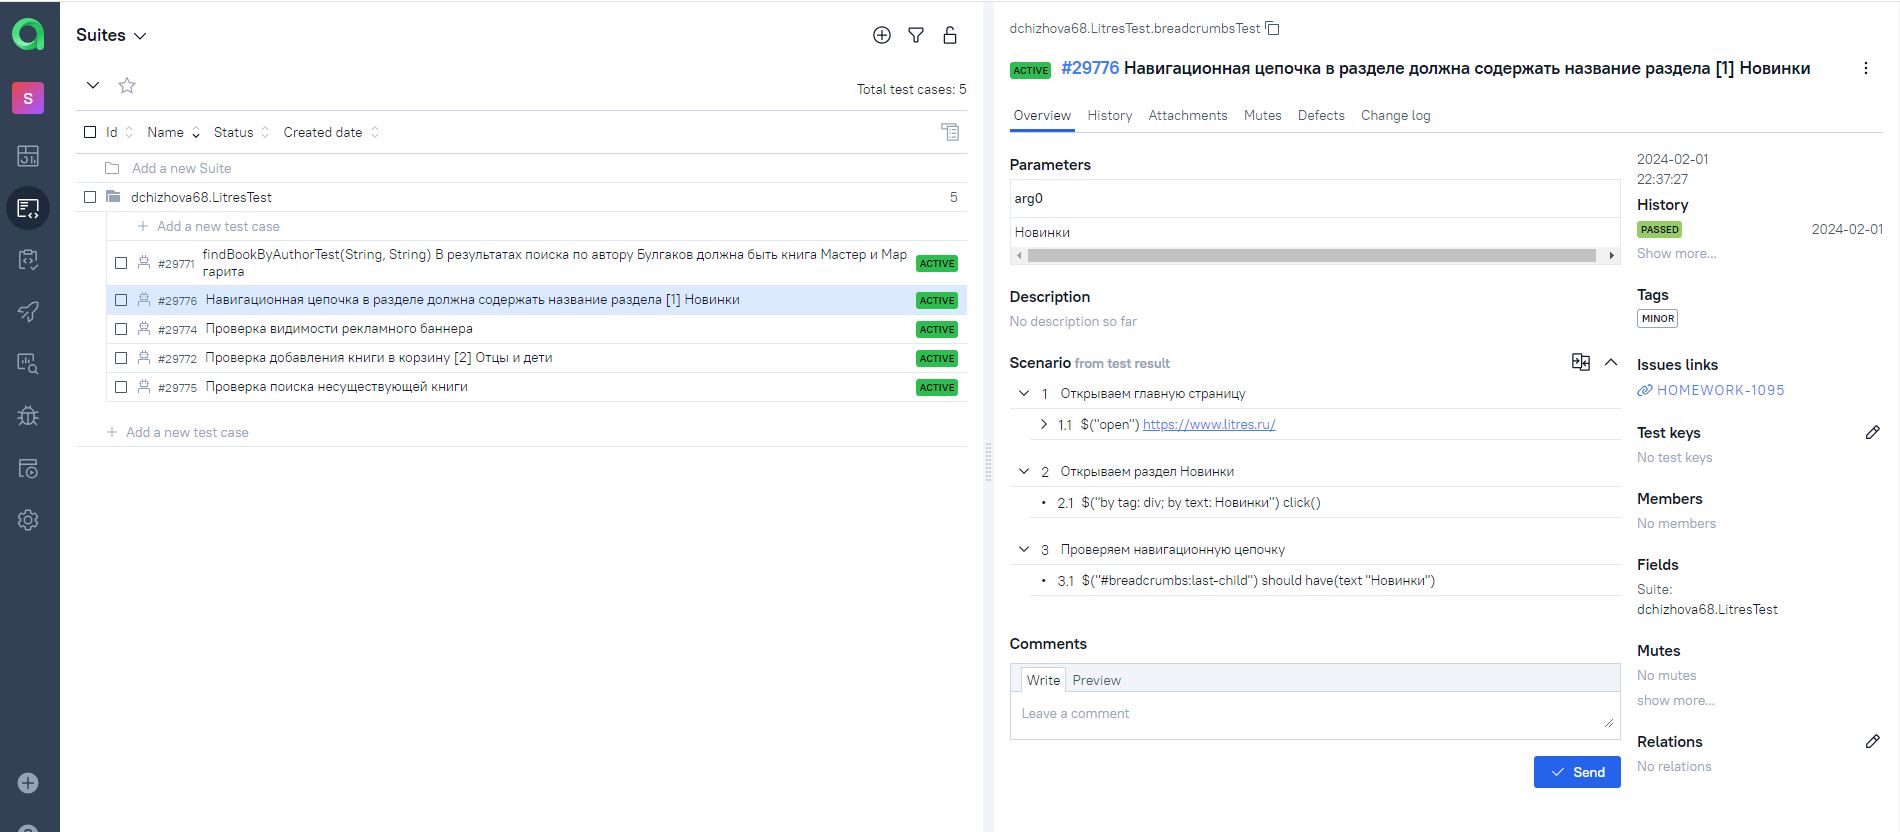 S
Suites
Total test cases: 5
Id Name Status Created date
Add a new Suite
dchizhova68.LitresTest 5
Add a new test case
#29771 findBookByAuthorTest(String, String) В результатах поиска по автору Булгаков должна быть книга Мастер и Мар
гарита ACTIVE
#29776 Навигационная цепочка в разделе должна содержать название раздела [1] Новинки ACTIVE
#29774 Проверка видимости рекламного баннера ACTIVE
#29772 Проверка добавления книги в корзину [2] Отцы и дети ACTIVE
#29775 Проверка поиска несуществующей книги ACTIVE
Add a new test case
dchizhova68.LitresTest.breadcrumbsTest
ACTIVE #29776 Навигационная цепочка в разделе должна содержать название раздела [1] Новинки
Overview History Attachments Mutes Defects Change log
Parameters
arg0
Новинки
Description
No description so far
Scenario from test result
1 Открываем главную страницу
1.1 $("open") https://www.litres.ru/
2 Открываем раздел Новинки
2.1 $("by tag: div; by text: Новинки") click()
3 Проверяем навигационную цепочку
3.1 $("#breadcrumbs:last-child") should have(text "Новинки")
Comments
Write Preview
Leave a comment
Send
2024-02-01
22:37:27
History
PASSED 2024-02-01
Show more...
Tags
MINOR
Issues links
HOMEWORK-1095
Test keys
No test keys
Members
No members
Fields
Suite:
dchizhova68.LitresTest
Mutes
No mutes
show more...
Relations
No relations